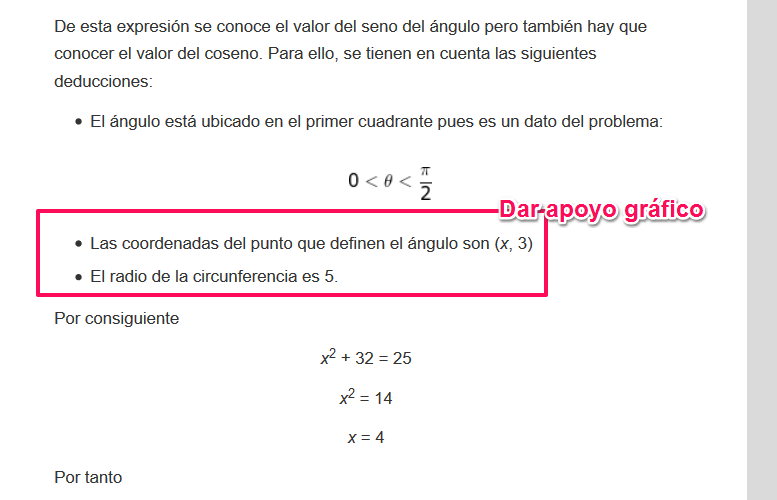 De esta expresión se conoce el valor del seno del ángulo pero también hay que
conocer el valor del coseno. Para ello, se tienen en cuenta las siguientes
deducciones:
• El ángulo está ubicado en el primer cuadrante pues es un dato del problema:
0 < θ < π/2
Dar apoyo gráfico
• Las coordenadas del punto que definen el ángulo son (x, 3)
• El radio de la circunferencia es 5.
Por consiguiente
x² + 32 = 25
x² = 14
x = 4
Por tanto